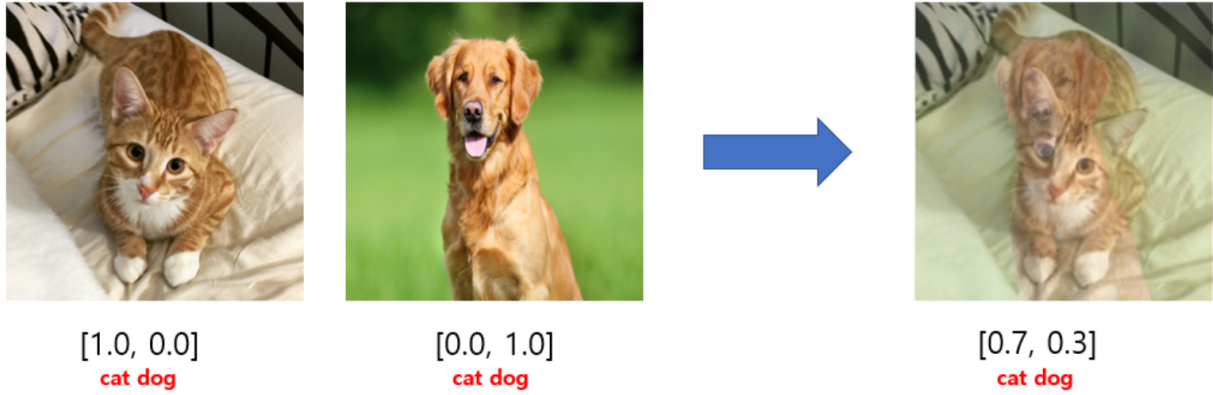 [1.0, 0.0]
cat dog
[0.0, 1.0]
cat dog
[0.7, 0.3]
cat dog